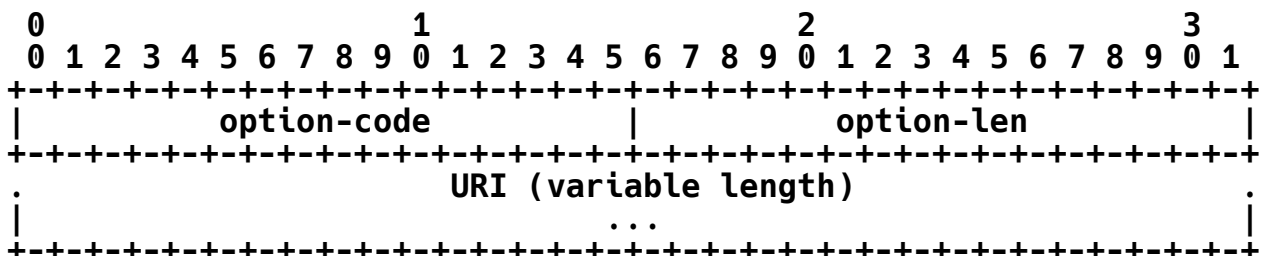 0                   1                   2                   3
 0 1 2 3 4 5 6 7 8 9 0 1 2 3 4 5 6 7 8 9 0 1 2 3 4 5 6 7 8 9 0 1
+-+-+-+-+-+-+-+-+-+-+-+-+-+-+-+-+-+-+-+-+-+-+-+-+-+-+-+-+-+-+-+-+
|          option-code          |          option-len           |
+-+-+-+-+-+-+-+-+-+-+-+-+-+-+-+-+-+-+-+-+-+-+-+-+-+-+-+-+-+-+-+-+
.                      URI (variable length)                    .
|                              ...                              |
+-+-+-+-+-+-+-+-+-+-+-+-+-+-+-+-+-+-+-+-+-+-+-+-+-+-+-+-+-+-+-+-+